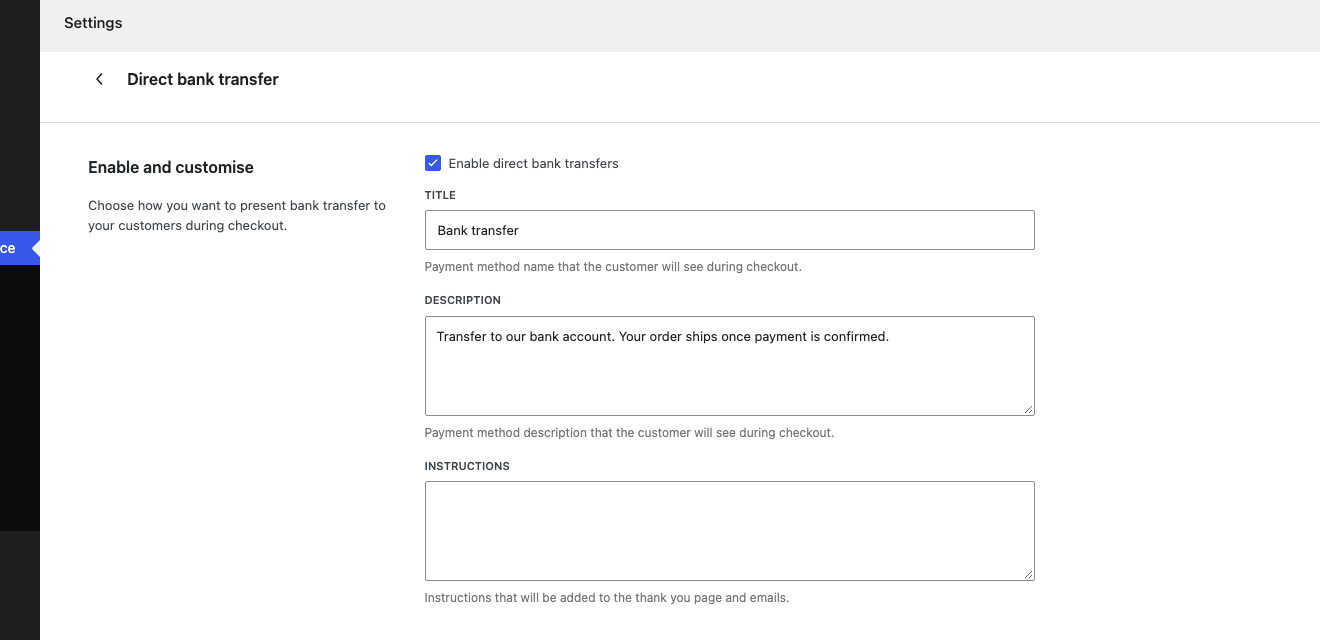 Settings
Direct bank transfer
Enable and customise
Choose how you want to present bank transfer to
your customers during checkout.
ce
Enable direct bank transfers
TITLE
Bank transfer
Payment method name that the customer will see during checkout.
DESCRIPTION
Transfer to our bank account. Your order ships once payment is confirmed.
Payment method description that the customer will see during checkout.
INSTRUCTIONS
Instructions that will be added to the thank you page and emails.